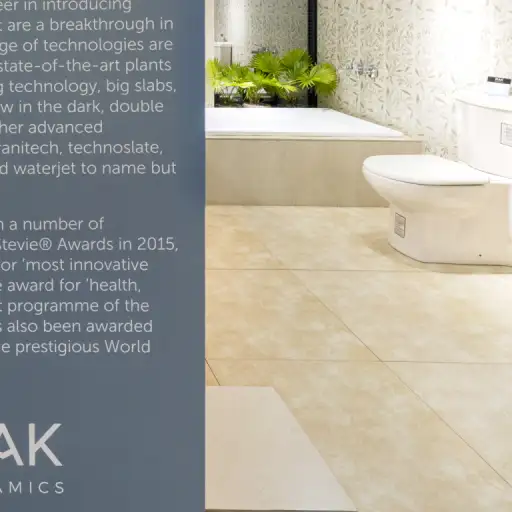 er in introducing
t are a breakthrough in
ge of technologies are
state-of-the-art plants
g technology, big slabs,
w in the dark, double
her advanced
ranitech, technoslate,
d waterjet to name but
n a number of
Stevie® Awards in 2015,
or 'most innovative
e award for 'health,
t programme of the
s also been awarded
e prestigious World
AK
AMICS